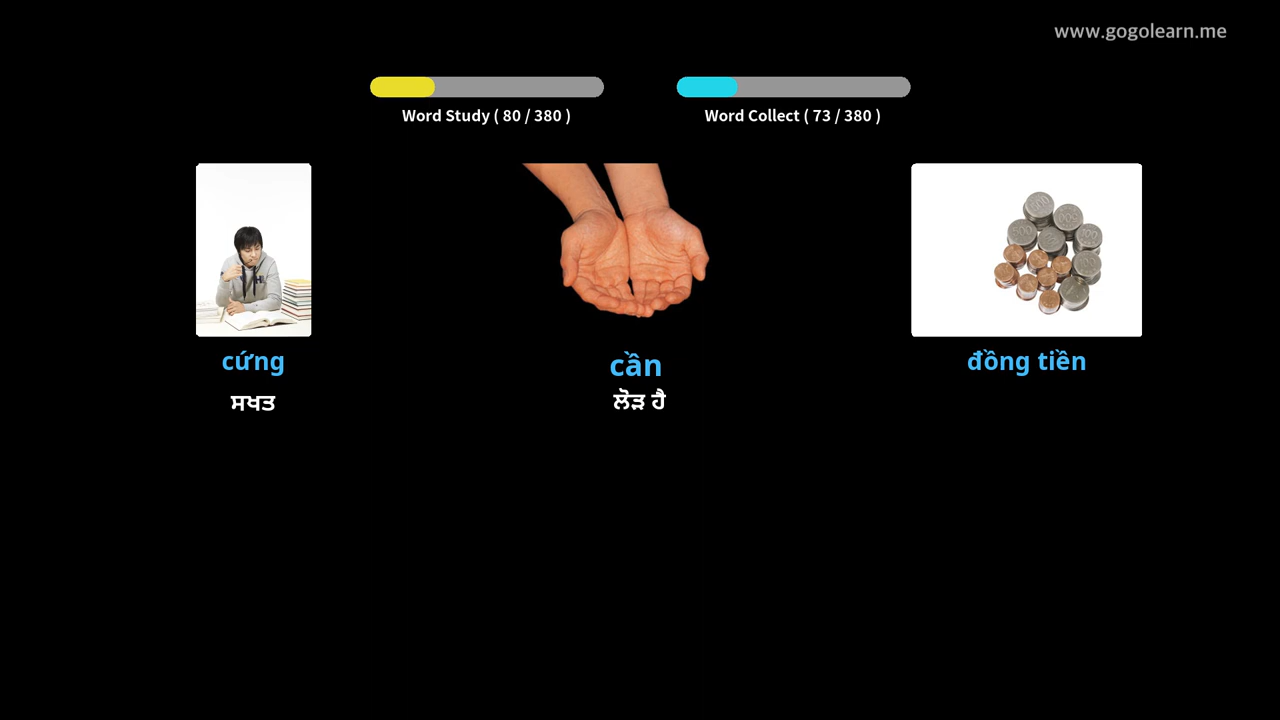 www.gogolearn.me
Word Study ( 80 / 380 )
Word Collect ( 73 / 380 )
cứng
cần
đồng tiền
ਸਖਤ
ਲੋੜ ਹੈ